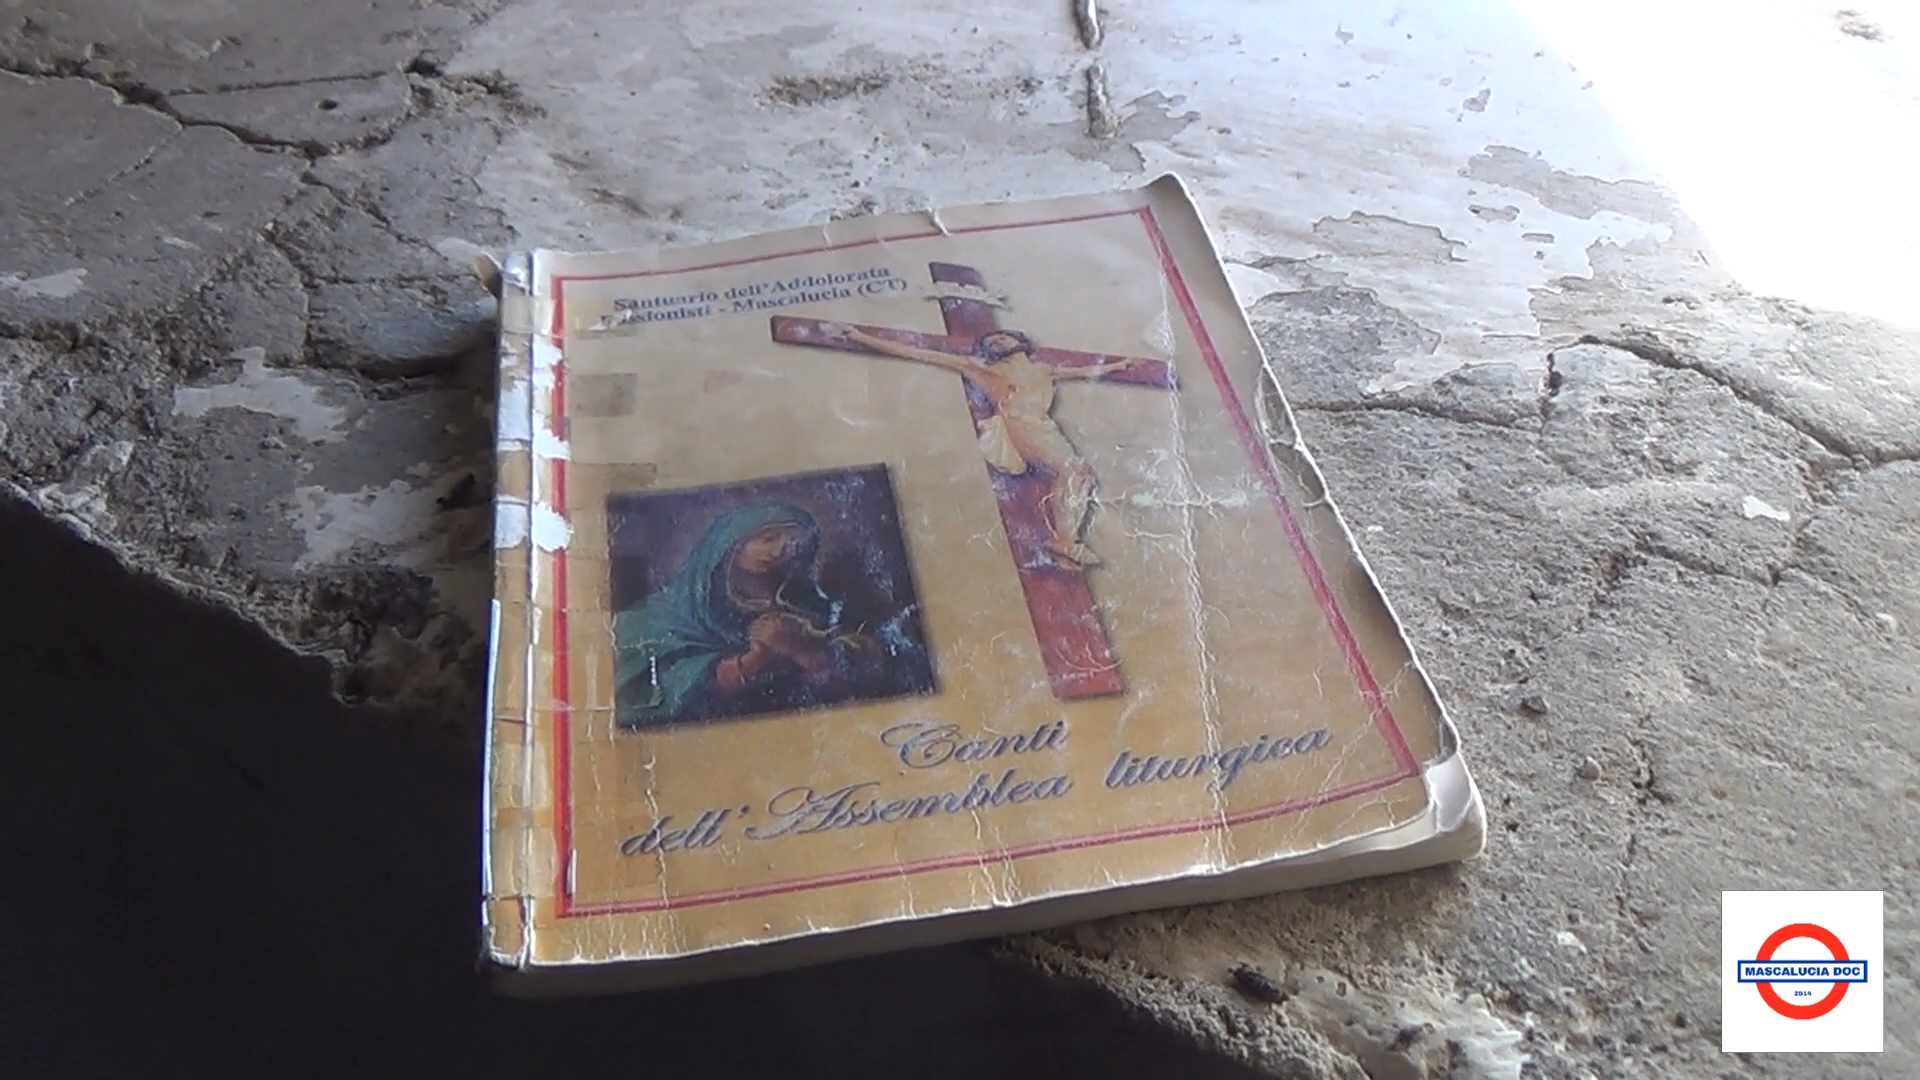 Santuario dell'Addolorata
Passionisti - Mascalucia (CT)
Canti
dell'Assemblea liturgica
MASCALUCIA DOC
2014